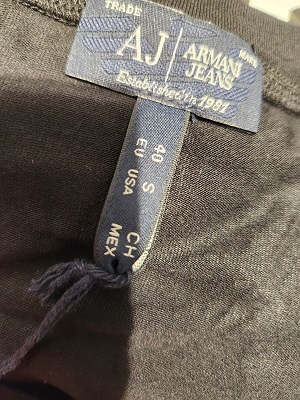 TRADE MARK
AJ ARMANI
JEANS
Established in 1981
40 S CH
EU USA MEX